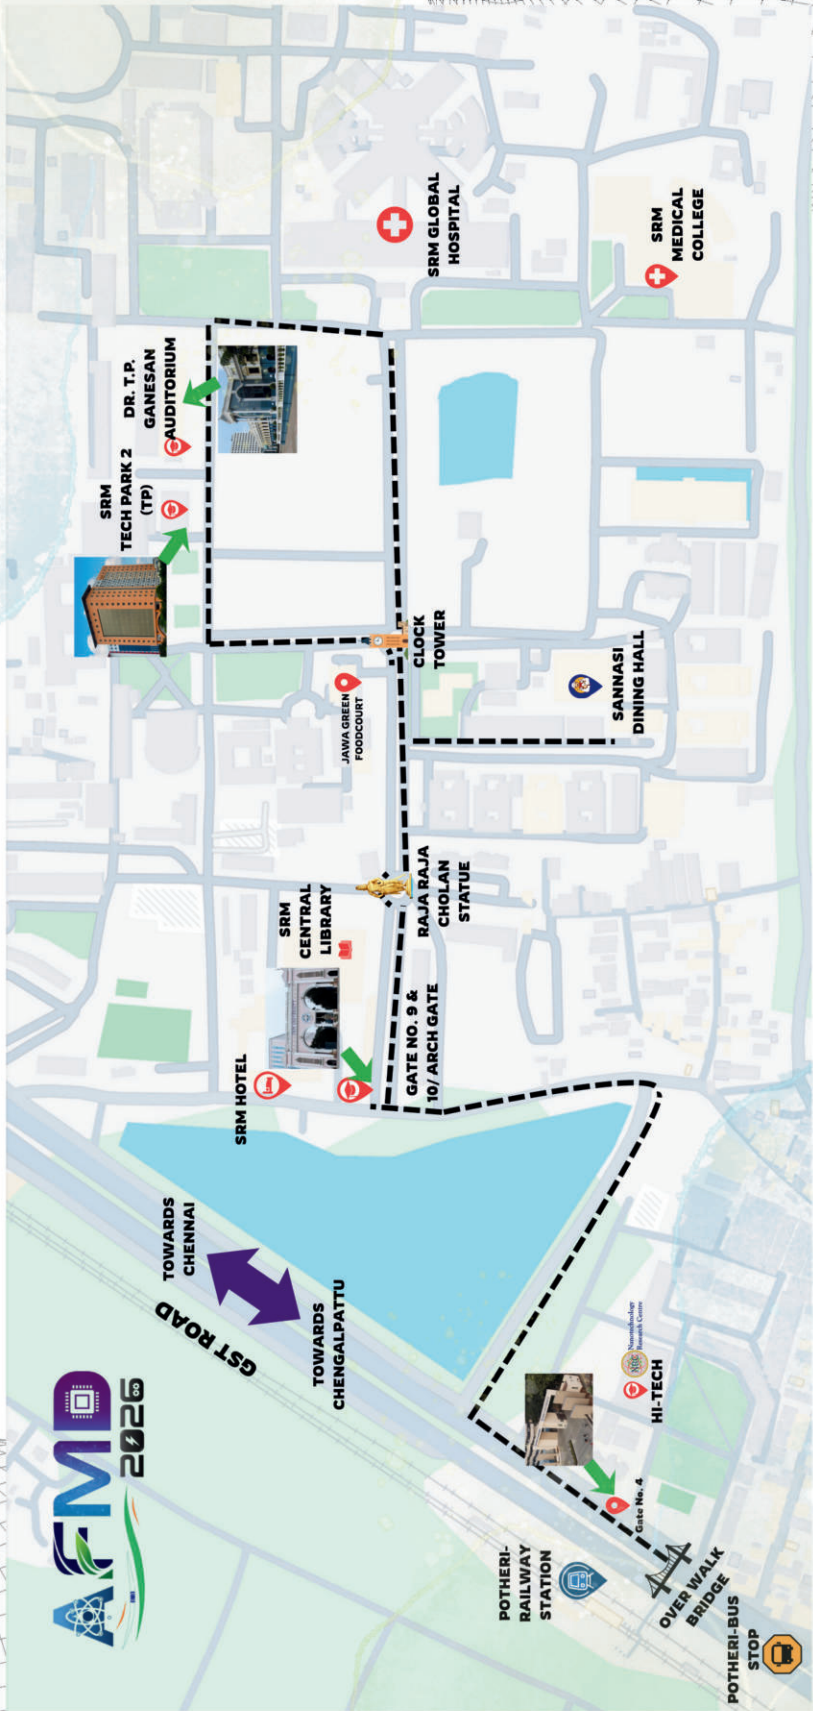 AFMD
2026
TOWARDS
CHENNAI
GST ROAD
TOWARDS
CHENGALPATTU
POTHERI-
RAILWAY
STATION
POTHERI-BUS
STOP
OVER WALK
BRIDGE
Gate No. 4
HI-TECH
Nanotechnology
Research Centre
SRM HOTEL
GATE NO. 9 &
10/ ARCH GATE
SRM
CENTRAL
LIBRARY
RAJA RAJA
CHOLAN
STATUE
JAWA GREEN
FOODCOURT
CLOCK
TOWER
SANNASI
DINING HALL
SRM
TECH PARK 2
(TP)
DR. T.P.
GANESAN
AUDITORIUM
SRM GLOBAL
HOSPITAL
SRM
MEDICAL
COLLEGE